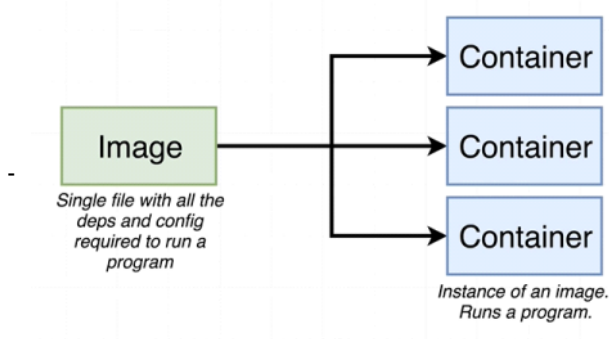 Container
Image
Container
-
Single file with all the
deps and config
required to run a
program
Container
Instance of an image.
Runs a program.